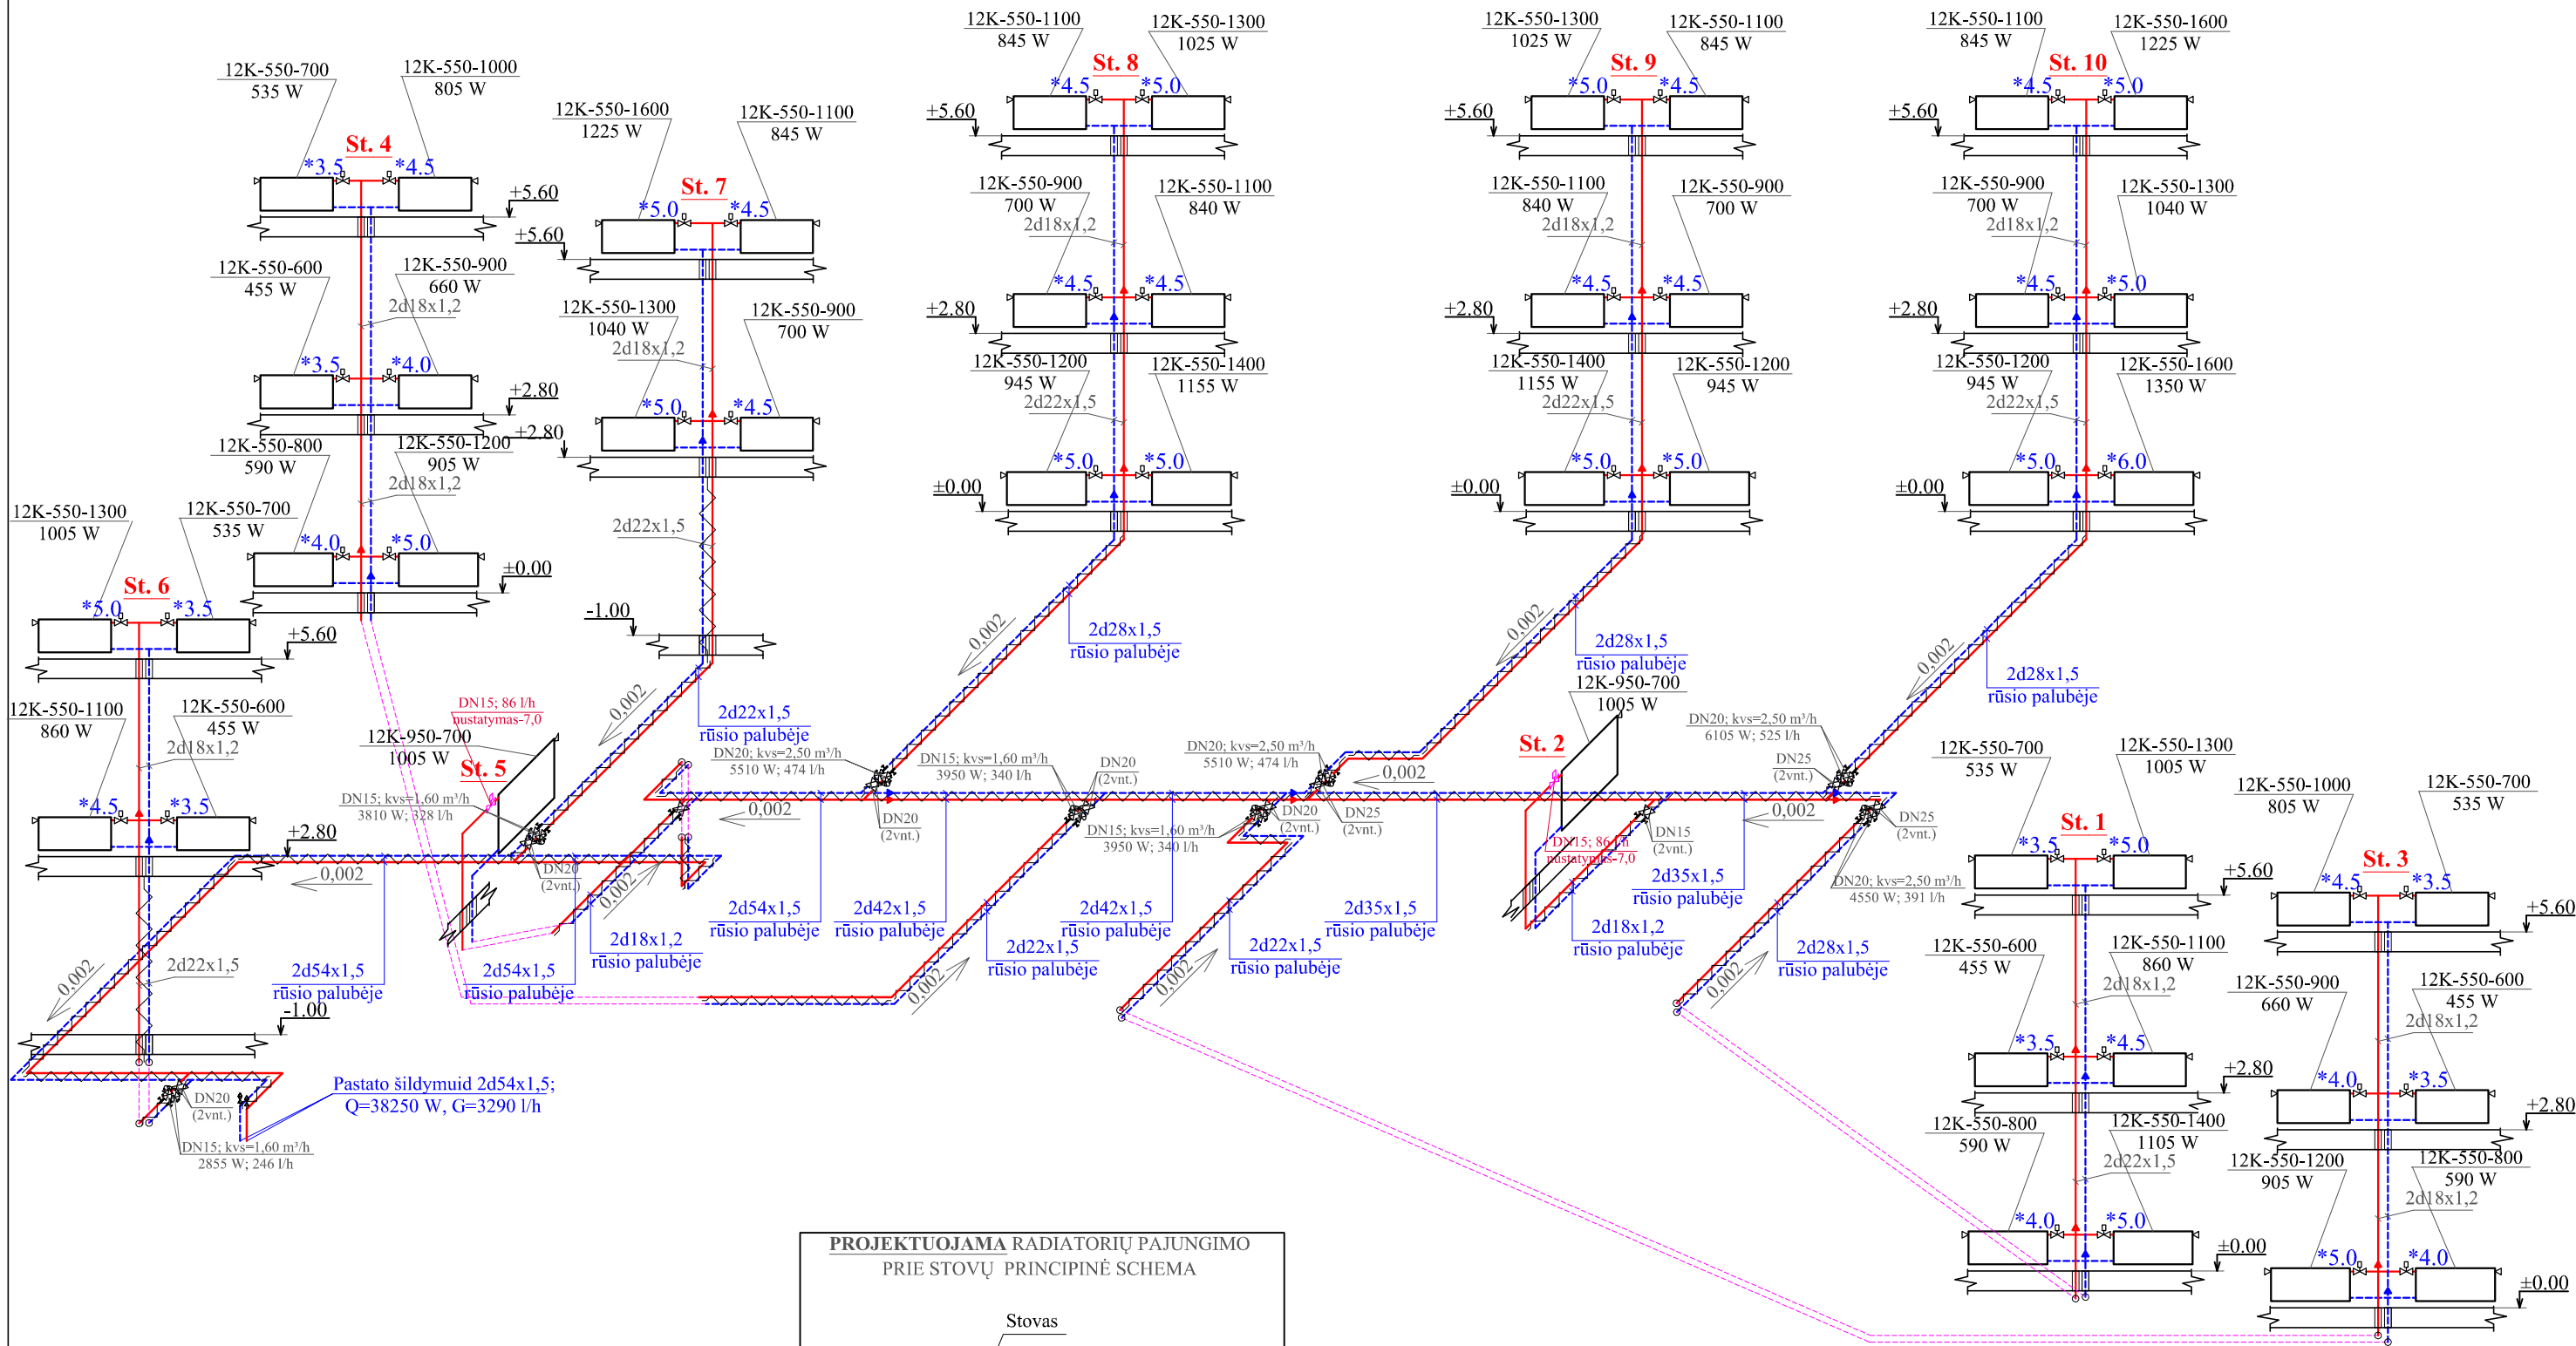 12K-550-700
535 W
12K-550-1000
805 W
St. 4
*3.5
*4.5
+5.60
12K-550-600
455 W
12K-550-900
660 W
2d18x1,2
*3.5
*4.0
+2.80
12K-550-800
590 W
12K-550-1200
905 W
2d18x1,2
*4.0
*5.0
±0.00
12K-550-1600
1225 W
12K-550-1100
845 W
St. 7
*5.0
*4.5
+5.60
12K-550-1300
1040 W
12K-550-900
700 W
2d18x1,2
*5.0
*4.5
+2.80
2d22x1,5
-1.00
12K-550-1100
845 W
12K-550-1300
1025 W
St. 8
*4.5
*5.0
+5.60
12K-550-900
700 W
12K-550-1100
840 W
2d18x1,2
*4.5
*4.5
+2.80
12K-550-1200
945 W
12K-550-1400
1155 W
2d22x1,5
*5.0
*5.0
±0.00
12K-550-1300
1025 W
12K-550-1100
845 W
St. 9
*5.0
*4.5
+5.60
12K-550-1100
840 W
12K-550-900
700 W
2d18x1,2
*4.5
*4.5
+2.80
12K-550-1400
1155 W
12K-550-1200
945 W
2d22x1,5
*5.0
*5.0
±0.00
12K-550-1100
845 W
12K-550-1600
1225 W
St. 10
*4.5
*5.0
+5.60
12K-550-900
700 W
12K-550-1300
1040 W
2d18x1,2
*4.5
*5.0
+2.80
12K-550-1200
945 W
12K-550-1600
1350 W
2d22x1,5
*5.0
*6.0
±0.00
12K-550-1300
1005 W
12K-550-700
535 W
St. 6
*5.0
*3.5
+5.60
12K-550-1100
860 W
12K-550-600
455 W
2d18x1,2
*4.5
*3.5
+2.80
2d22x1,5
-1.00
0,002
0,002
2d54x1,5
rūsio palubėje
DN20
(2vnt.)
DN15; kvs=1,60 m³/h
2855 W; 246 l/h
Pastato šildymuid 2d54x1,5;
Q=38250 W, G=3290 l/h
DN15; 86 l/h
nustatymas-7,0
12K-950-700
1005 W
St. 5
DN15; kvs=1,60 m³/h
3810 W; 328 l/h
DN20
(2vnt.)
2d54x1,5
rūsio palubėje
0,002
2d22x1,5
rūsio palubėje
0,002
2d18x1,2
rūsio palubėje
0,002
2d54x1,5
rūsio palubėje
DN20; kvs=2,50 m³/h
5510 W; 474 l/h
DN20
(2vnt.)
0,002
2d28x1,5
rūsio palubėje
2d42x1,5
rūsio palubėje
DN15; kvs=1,60 m³/h
3950 W; 340 l/h
DN20
(2vnt.)
0,002
2d22x1,5
rūsio palubėje
2d42x1,5
rūsio palubėje
DN20; kvs=2,50 m³/h
5510 W; 474 l/h
DN15; kvs=1,60 m³/h
3950 W; 340 l/h
DN20
(2vnt.)
DN25
(2vnt.)
0,002
2d22x1,5
rūsio palubėje
0,002
2d28x1,5
rūsio palubėje
0,002
2d35x1,5
rūsio palubėje
12K-950-700
1005 W
St. 2
DN15; 86 l/h
nustatymas-7,0
DN15
(2vnt.)
2d18x1,2
rūsio palubėje
2d35x1,5
rūsio palubėje
0,002
DN20; kvs=2,50 m³/h
6105 W; 525 l/h
DN25
(2vnt.)
0,002
2d28x1,5
rūsio palubėje
DN25
(2vnt.)
DN20; kvs=2,50 m³/h
4550 W; 391 l/h
2d28x1,5
rūsio palubėje
0,002
12K-550-700
535 W
12K-550-1300
1005 W
St. 1
*3.5
*5.0
+5.60
12K-550-600
455 W
12K-550-1100
860 W
2d18x1,2
*3.5
*4.5
+2.80
12K-550-800
590 W
12K-550-1400
1105 W
2d22x1,5
*4.0
*5.0
±0.00
12K-550-1000
805 W
12K-550-700
535 W
St. 3
*4.5
*3.5
+5.60
12K-550-900
660 W
12K-550-600
455 W
2d18x1,2
*4.0
*3.5
+2.80
12K-550-1200
905 W
12K-550-800
590 W
2d18x1,2
*5.0
*4.0
±0.00
PROJEKTUOJAMA RADIATORIŲ PAJUNGIMO
PRIE STOVŲ PRINCIPINĖ SCHEMA
Stovas